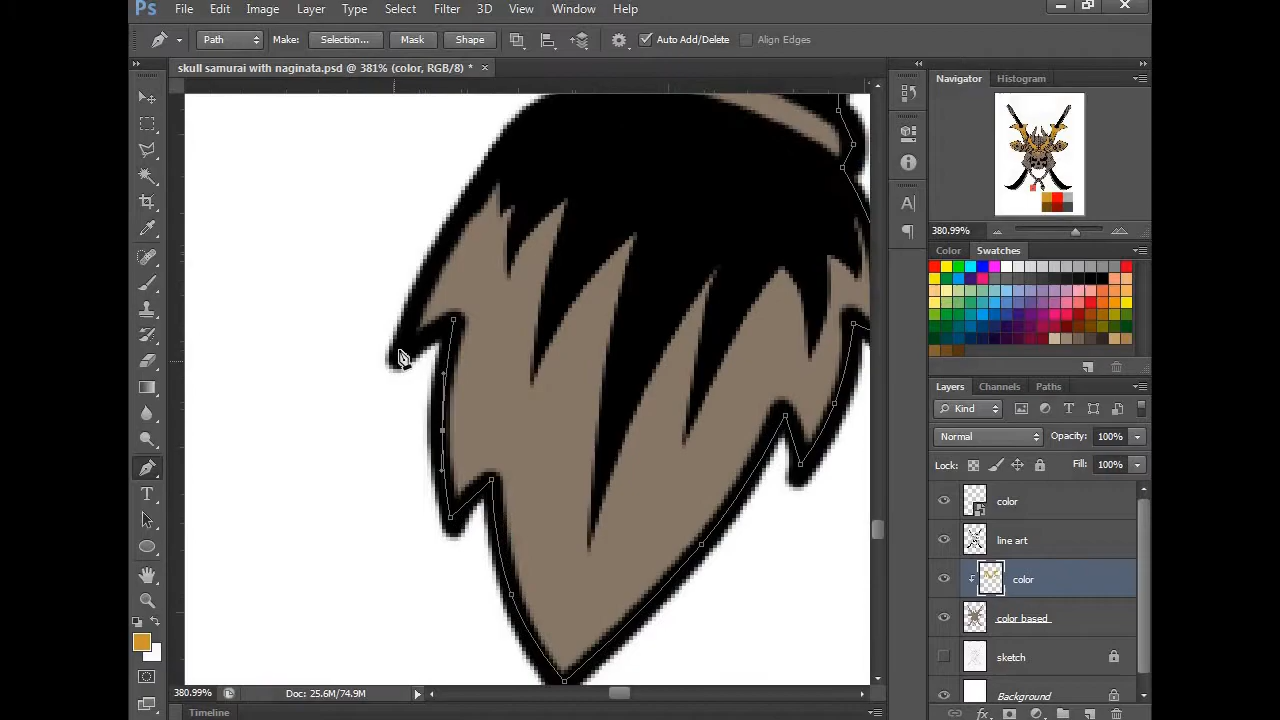 Ps File Edit Image Layer Type Select Filter 3D View Window Help
Path Make: Selection... Mask Shape Auto Add/Delete Align Edges
skull samurai with naginata.psd @ 381% (color, RGB/8) *
Navigator Histogram
380.99%
Color Swatches
Layers Channels Paths
Kind
Normal Opacity: 100%
Lock: Fill: 100%
color
line art
color
color based
sketch
Background
380.99% Doc: 25.6M/74.9M
Timeline